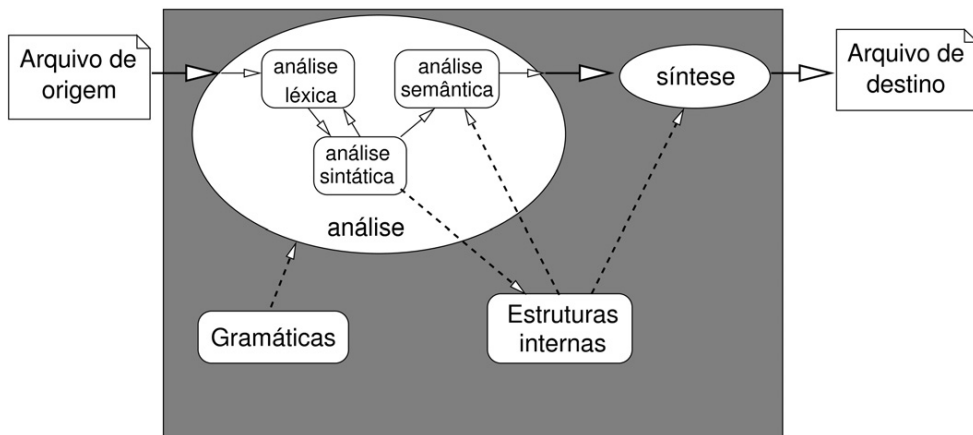 Arquivo de
origem
análise
léxica
análise
semântica
análise
sintática
análise
síntese
Arquivo de
destino
Gramáticas
Estruturas
internas